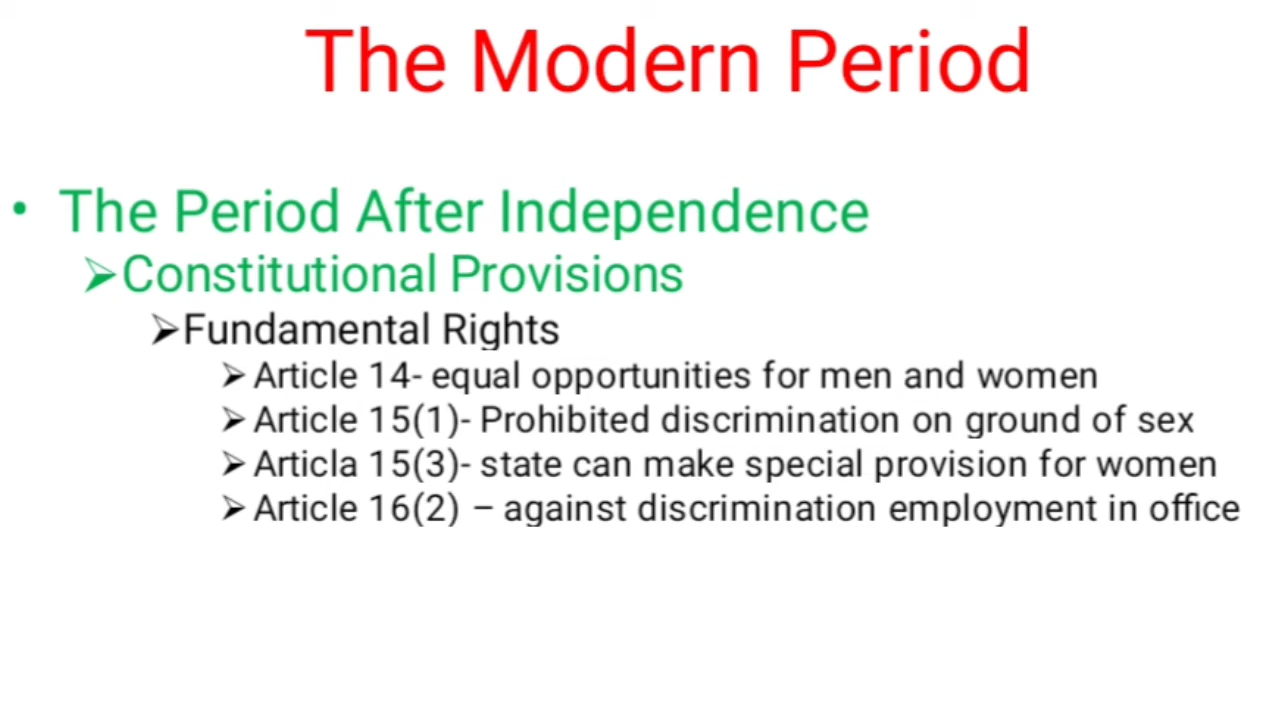 The Modern Period
• The Period After Independence
➢Constitutional Provisions
➢Fundamental Rights
➢Article 14- equal opportunities for men and women
➢Article 15(1)- Prohibited discrimination on ground of sex
➢Articla 15(3)- state can make special provision for women
➢Article 16(2) – against discrimination employment in office